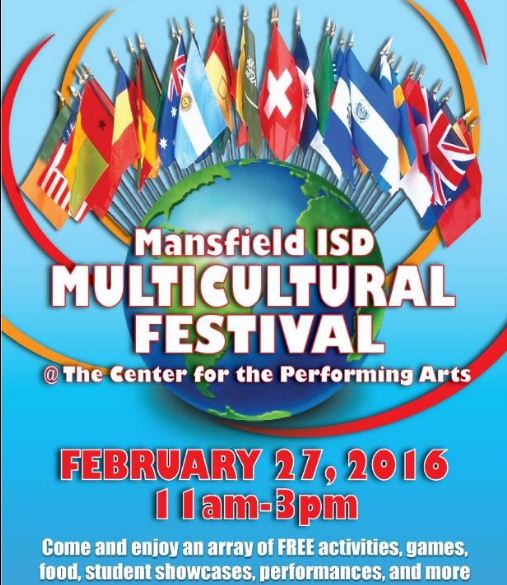 Mansfield ISD
MULTICULTURAL
FESTIVAL
@ The Center for the Performing Arts
FEBRUARY 27, 2016
11am-3pm
Come and enjoy an array of FREE activities, games,
food, student showcases, performances, and more